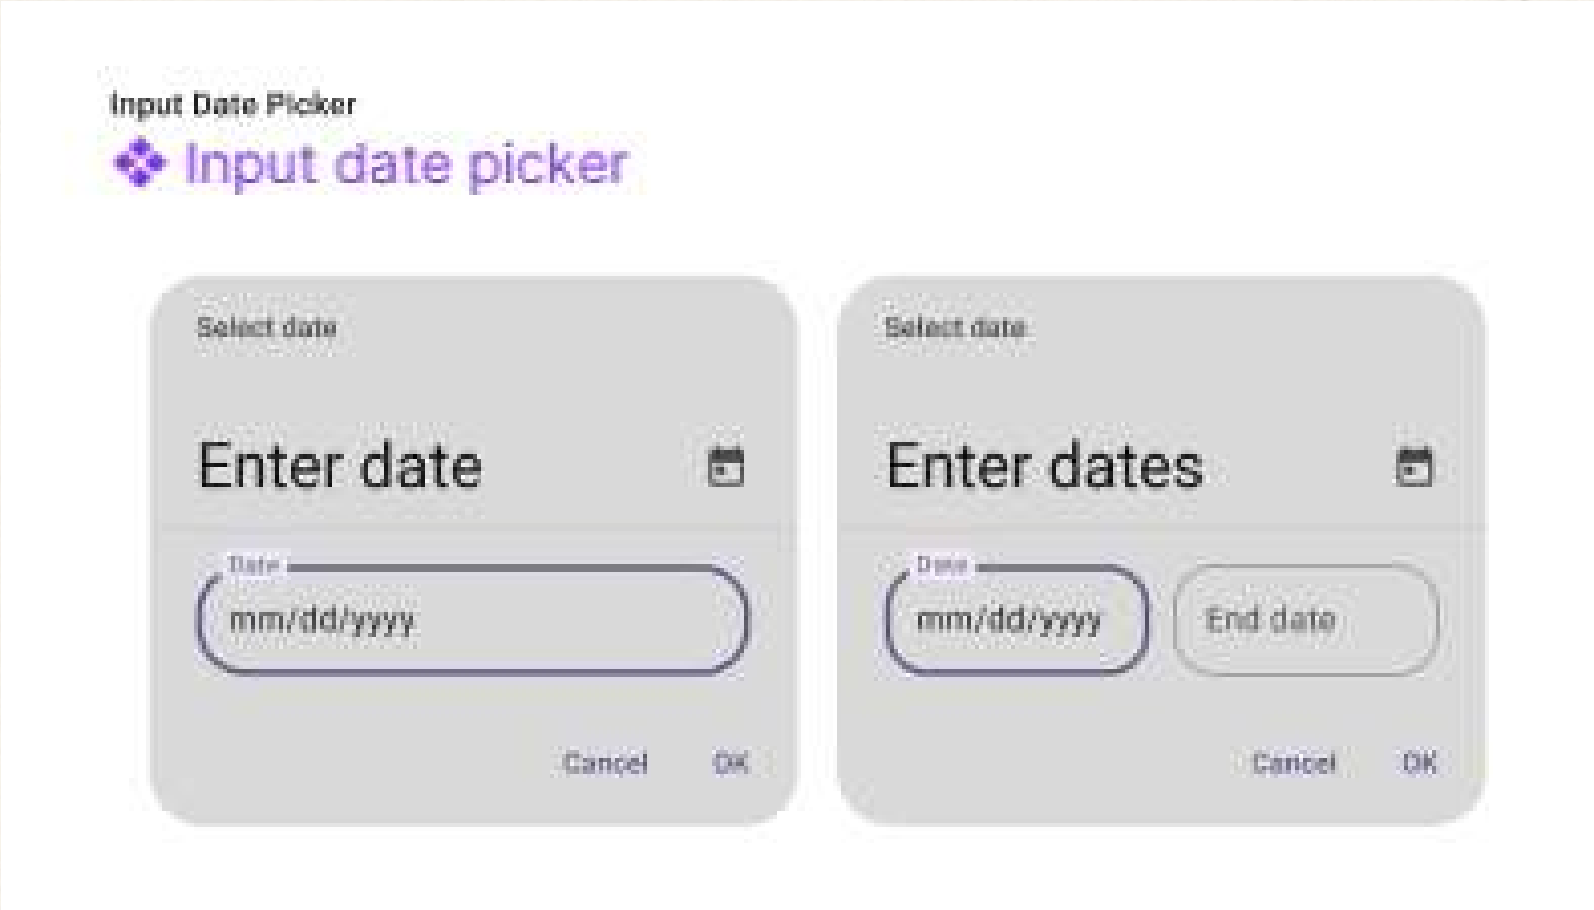 Input Date Picker
Input date picker
Select date
Enter date
Date
mm/dd/yyyy
Cancel OK
Select date
Enter dates
Date
mm/dd/yyyy End date
Cancel OK